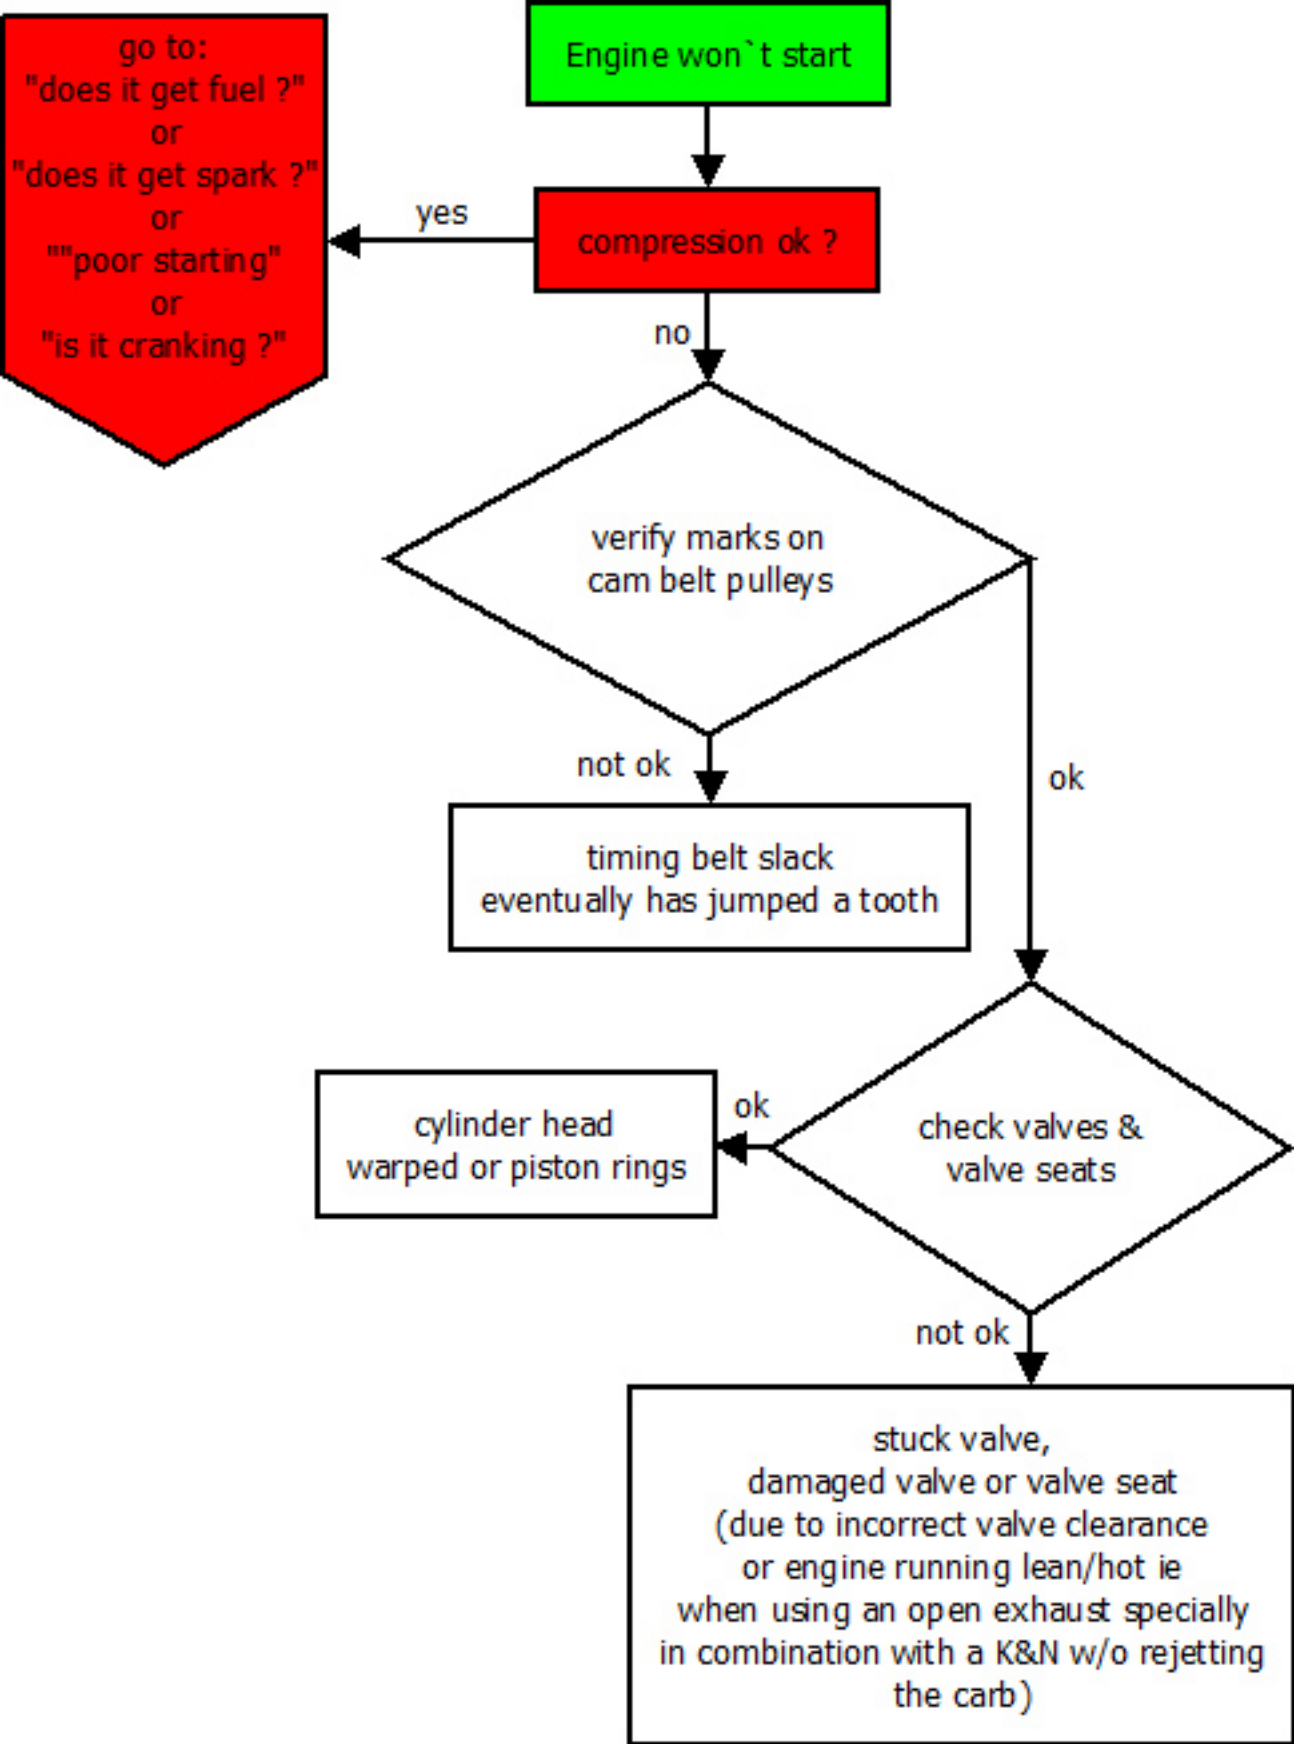 Engine won`t start
go to:
"does it get fuel ?"
or
"does it get spark ?"
or
""poor starting"
or
"is it cranking ?"
yes
compression ok ?
no
verify marks on
cam belt pulleys
not ok
ok
timing belt slack
eventually has jumped a tooth
cylinder head
warped or piston rings
ok
check valves &
valve seats
not ok
stuck valve,
damaged valve or valve seat
(due to incorrect valve clearance
or engine running lean/hot ie
when using an open exhaust specially
in combination with a K&N w/o rejetting
the carb)